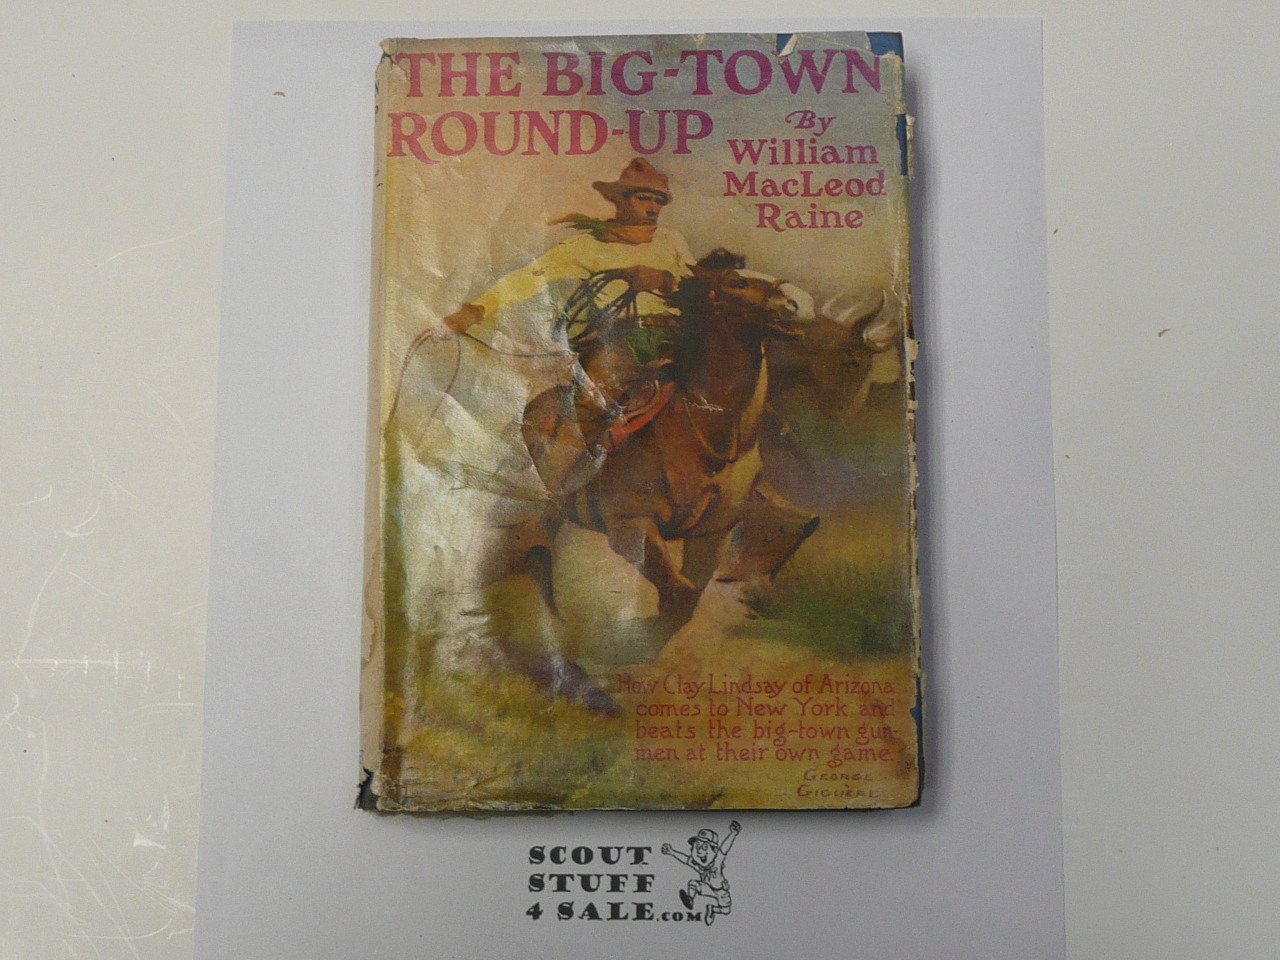 THE BIG-TOWN
ROUND-UP
By
William
MacLeod
Raine
How Clay Lindsay of Arizona
comes to New York and
beats the big-town gun-
men at their own game.
GEORGE
GIGUÈRE
SCOUT
STUFF
4 SALE.COM